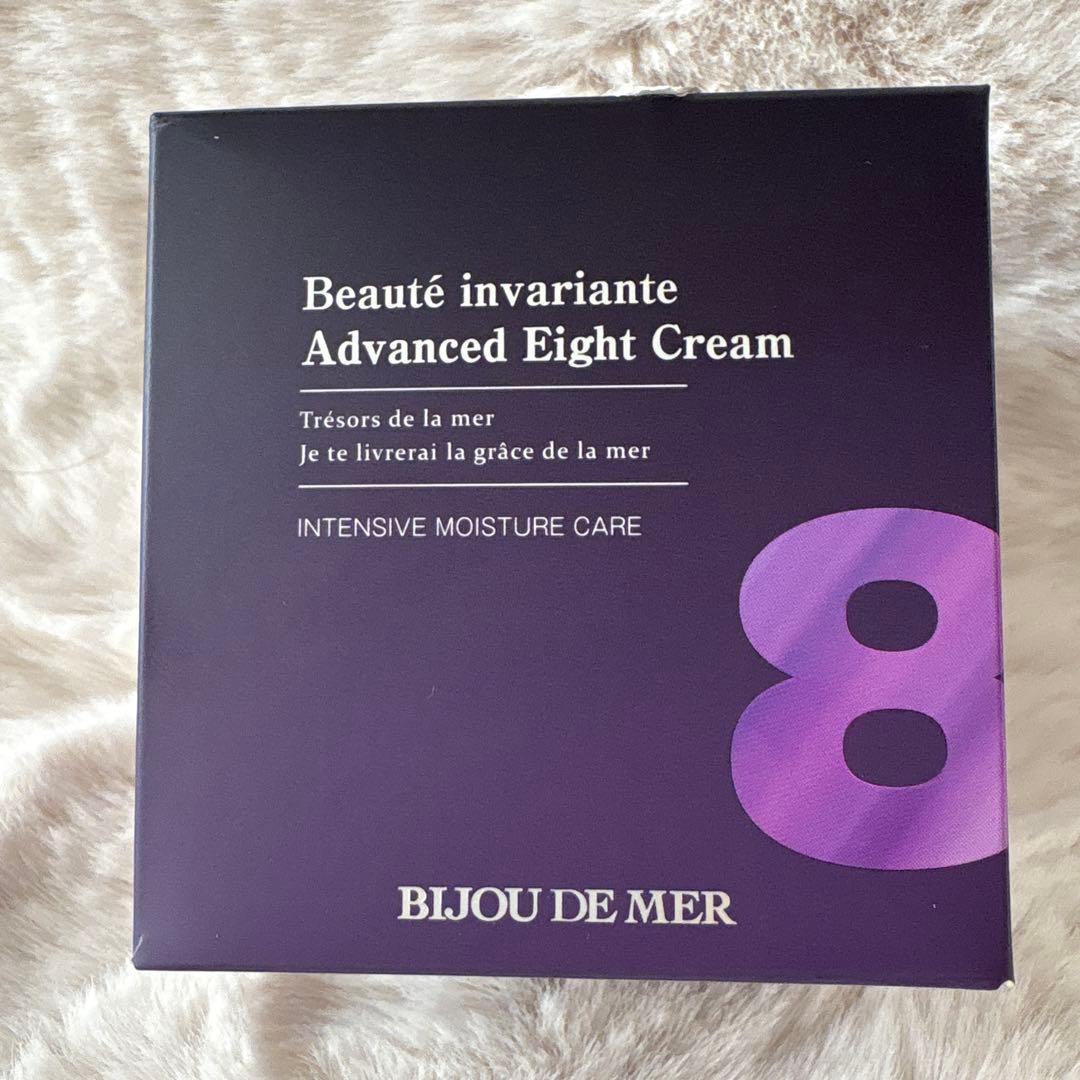 Beauté invariante
Advanced Eight Cream
Trésors de la mer
Je te livrerai la grâce de la mer
INTENSIVE MOISTURE CARE
8
BIJOU DE MER